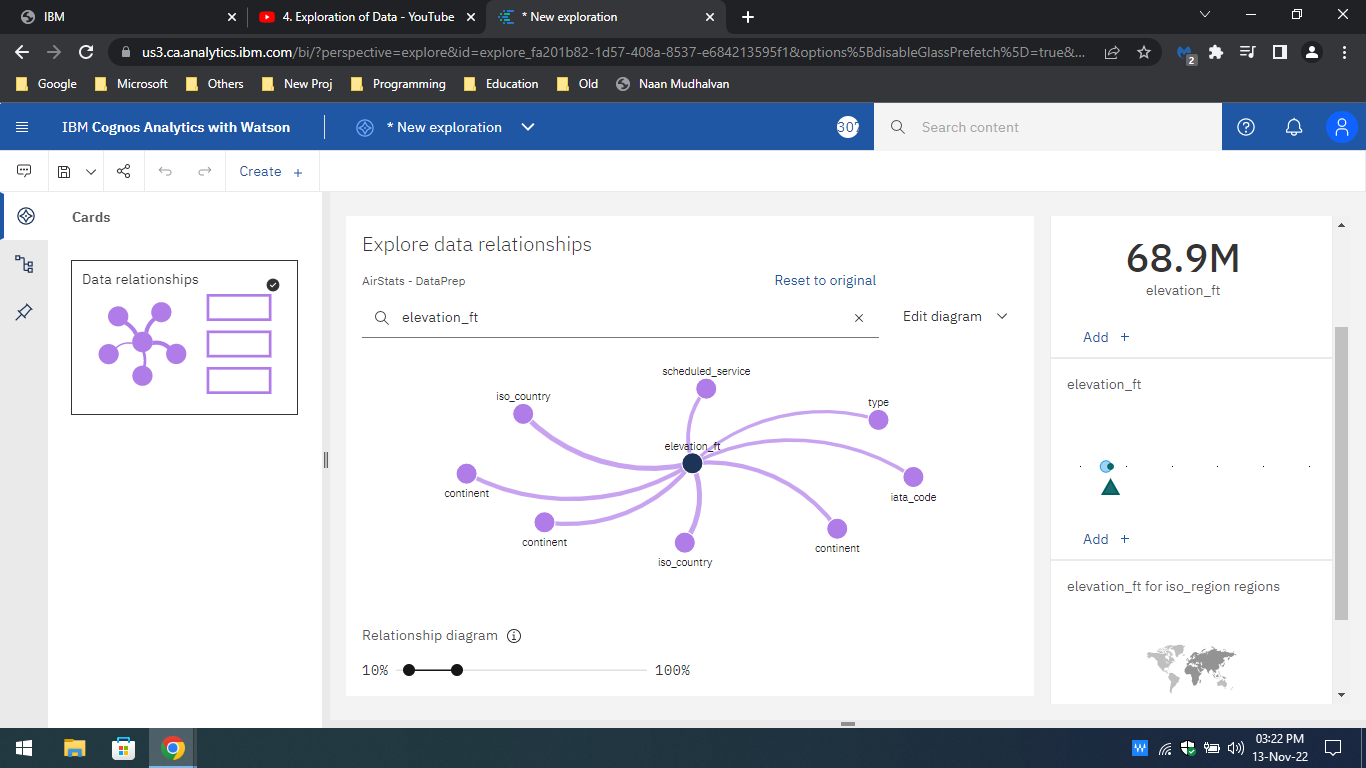 IBM
4. Exploration of Data - YouTube
* New exploration
us3.ca.analytics.ibm.com/bi/?perspective=explore&id=explore_fa201b82-1d57-408a-8537-e684213595f1&options%5BdisableGlassPrefetch%5D=true&...
2
Google
Microsoft
Others
New Proj
Programming
Education
Old
Naan Mudhalvan
IBM Cognos Analytics with Watson
* New exploration
Search content
Create +
Cards
Data relationships
Explore data relationships
AirStats - DataPrep
Reset to original
elevation_ft
Edit diagram
scheduled_service
iso_country
type
elevation_ft
continent
iata_code
continent
continent
iso_country
Relationship diagram
10%
100%
68.9M
elevation_ft
Add +
elevation_ft
Add +
elevation_ft for iso_region regions
03:22 PM
13-Nov-22